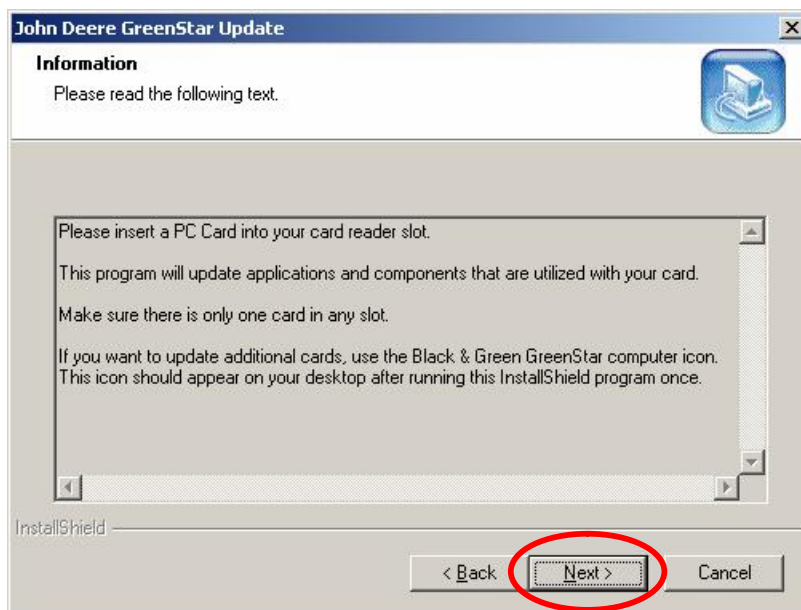 John Deere GreenStar Update
Information
Please read the following text.
Please insert a PC Card into your card reader slot.
This program will update applications and components that are utilized with your card.
Make sure there is only one card in any slot.
If you want to update additional cards, use the Black & Green GreenStar computer icon.
This icon should appear on your desktop after running this InstallShield program once.
InstallShield
< Back Next > Cancel